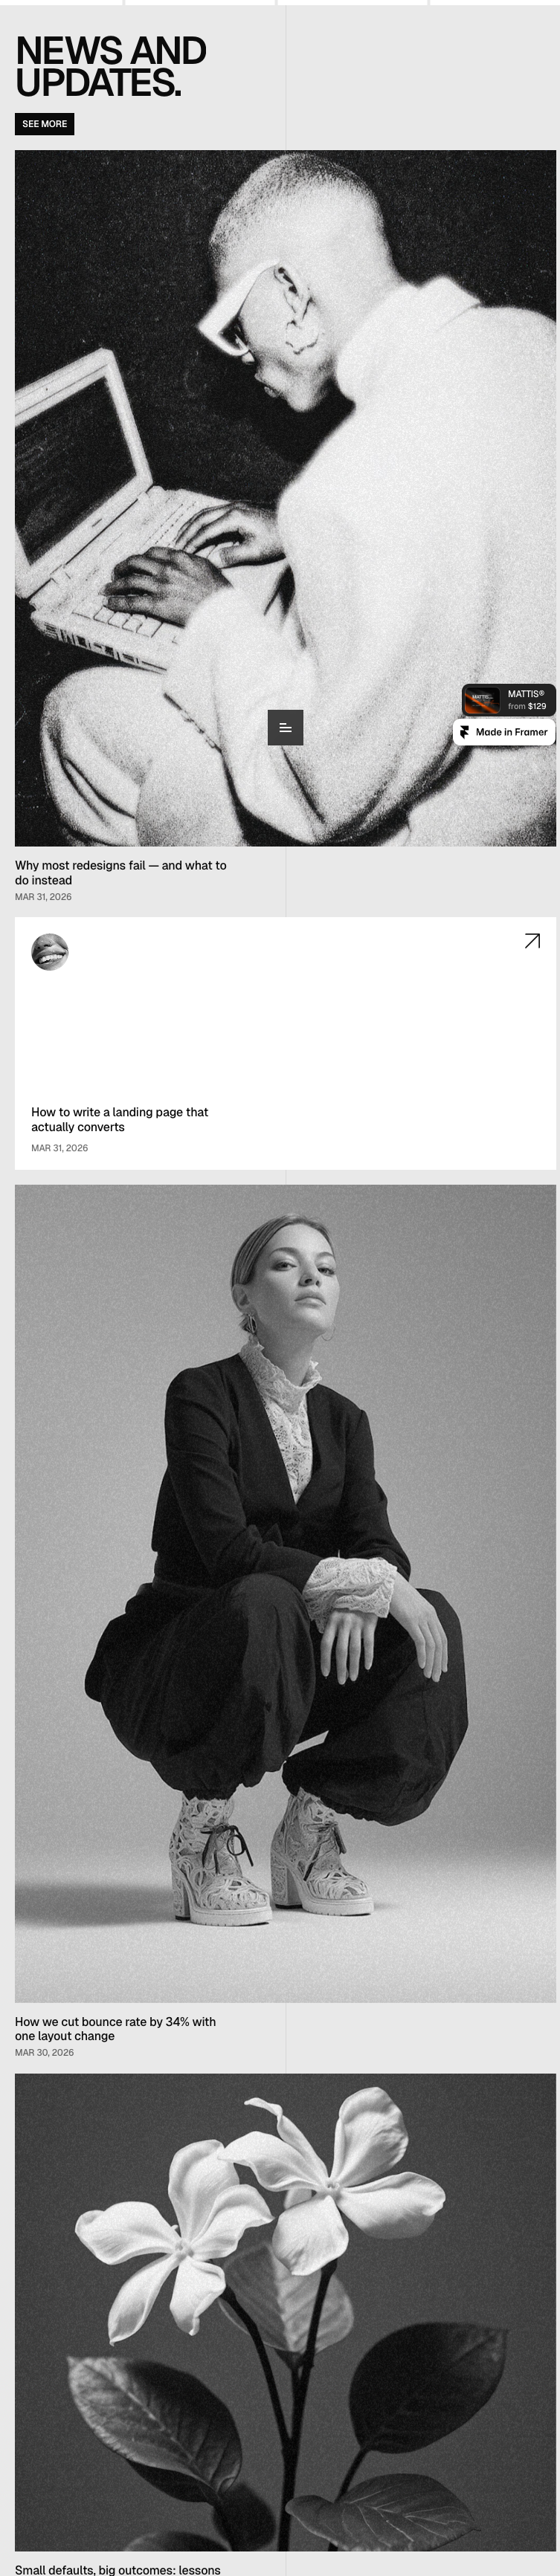 NEWS AND
UPDATES.
SEE MORE
MATTIS®
from $129
Made in Framer
Why most redesigns fail — and what to
do instead
MAR 31, 2026
How to write a landing page that
actually converts
MAR 31, 2026
How we cut bounce rate by 34% with
one layout change
MAR 30, 2026
Small defaults, big outcomes: lessons